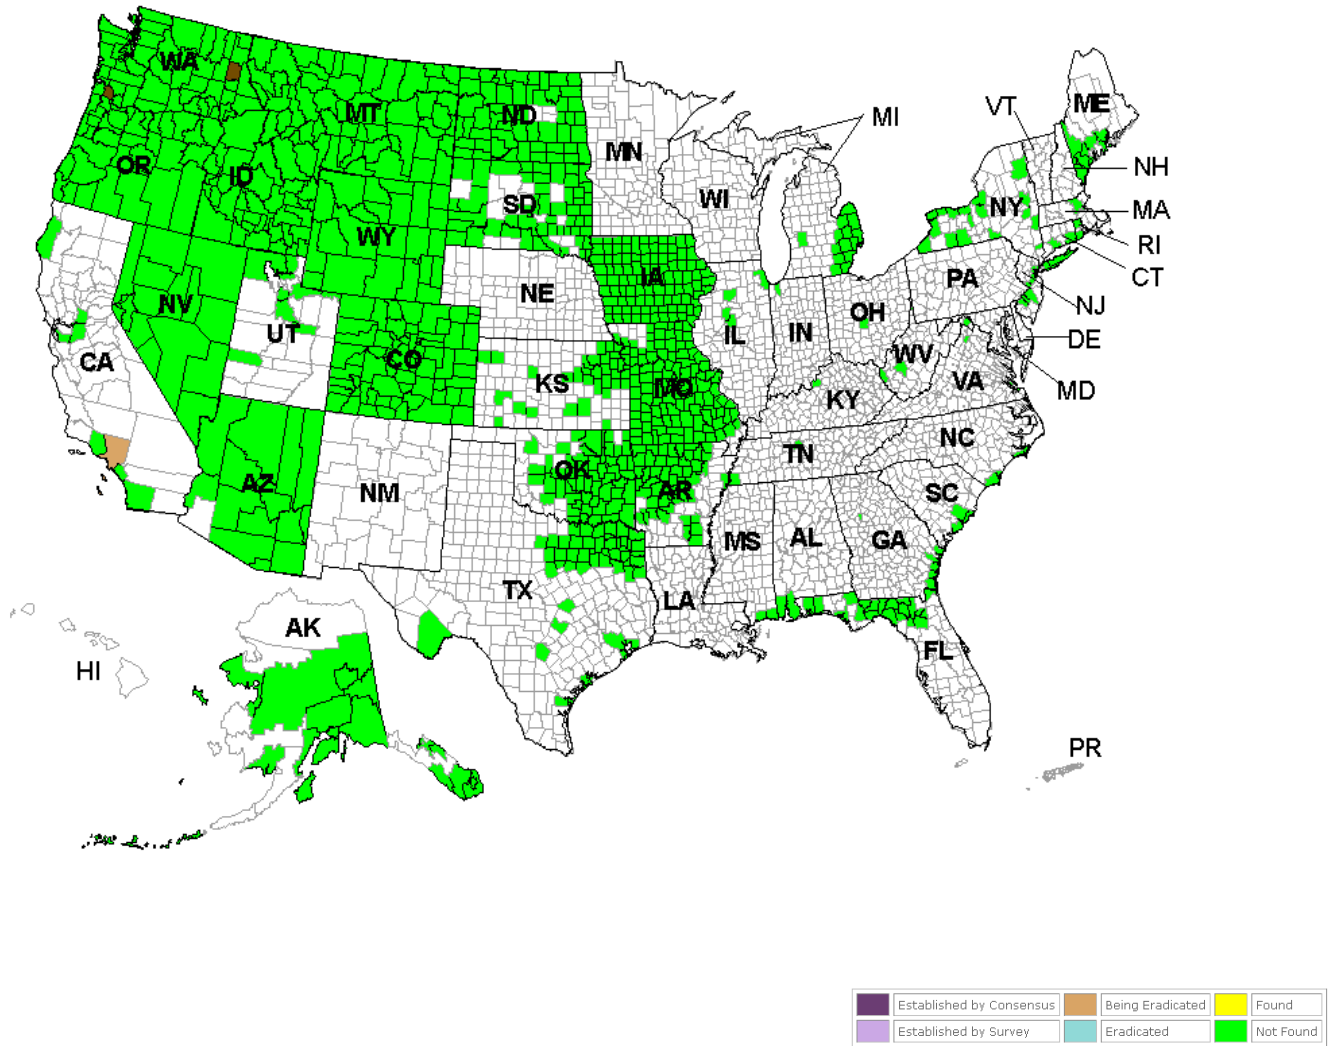 WA
MT
ND
MN
MI
VT
ME
OR
ID
SD
WI
NY
NH
MA
WY
RI
CT
IA
PA
NV
NE
NJ
UT
IL
IN
OH
DE
CO
WV
CA
KS
MO
KY
VA
MD
TN
NC
AZ
NM
OK
AR
SC
MS
AL
GA
TX
LA
AK
FL
HI
PR
Established by Consensus Being Eradicated Found
Established by Survey Eradicated Not Found